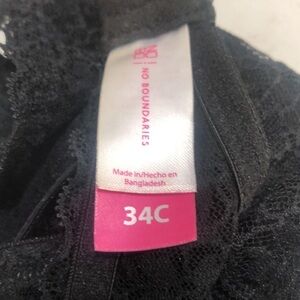 NO BOUNDARIES
Made in/Hecho en
Bangladesh
34C